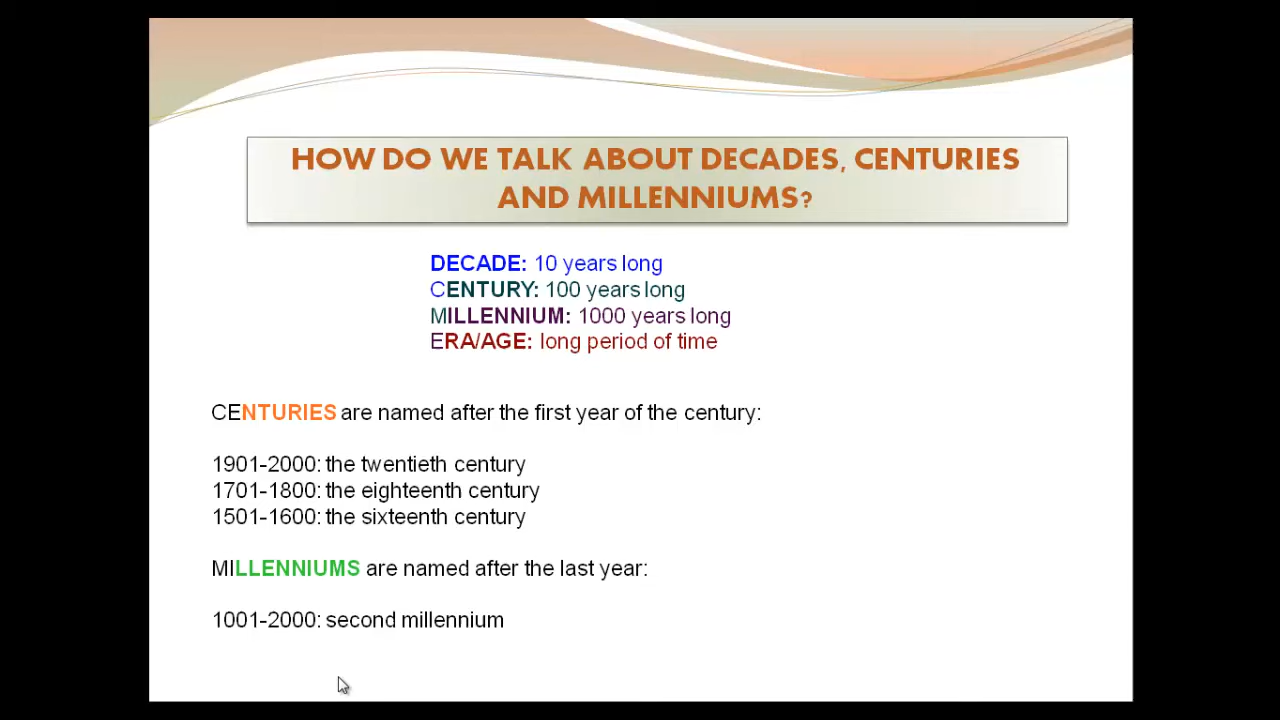 HOW DO WE TALK ABOUT DECADES, CENTURIES
AND MILLENNIUMS?
DECADE: 10 years long
CENTURY: 100 years long
MILLENNIUM: 1000 years long
ERA/AGE: long period of time
CENTURIES are named after the first year of the century:
1901-2000: the twentieth century
1701-1800: the eighteenth century
1501-1600: the sixteenth century
MILLENNIUMS are named after the last year:
1001-2000: second millennium